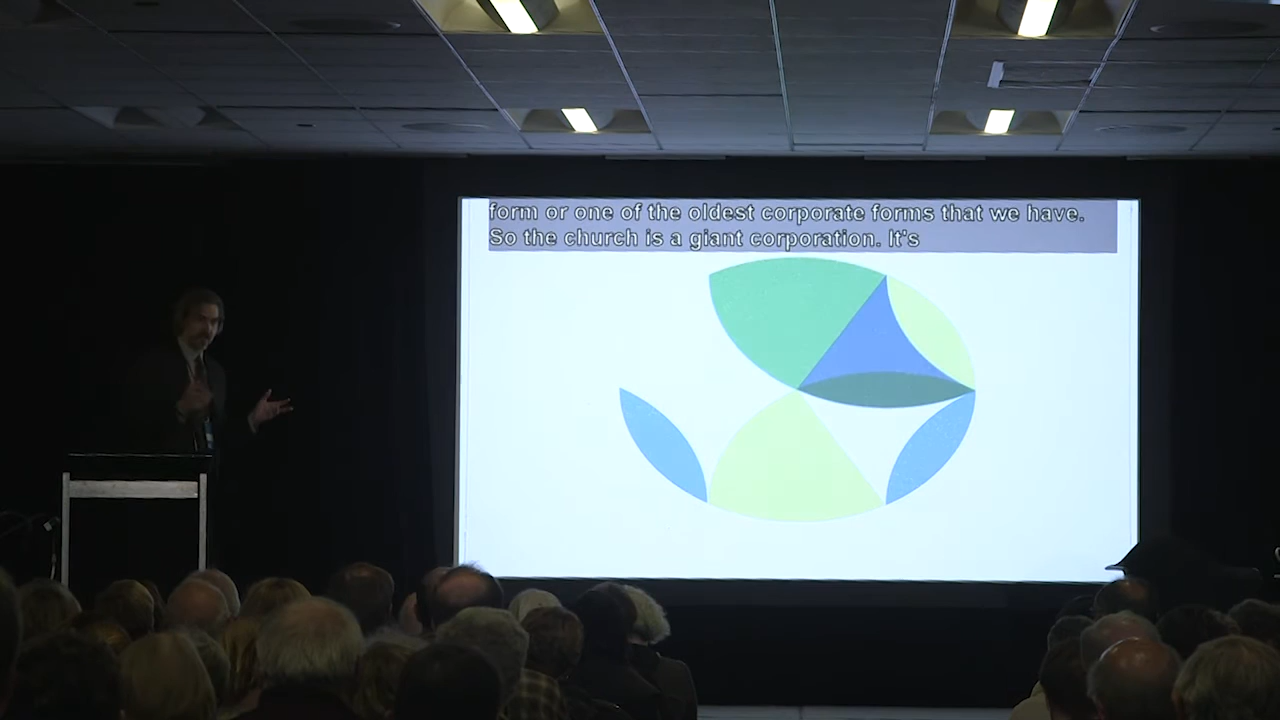 form or one of the oldest corporate forms that we have.
So the church is a giant corporation. It's